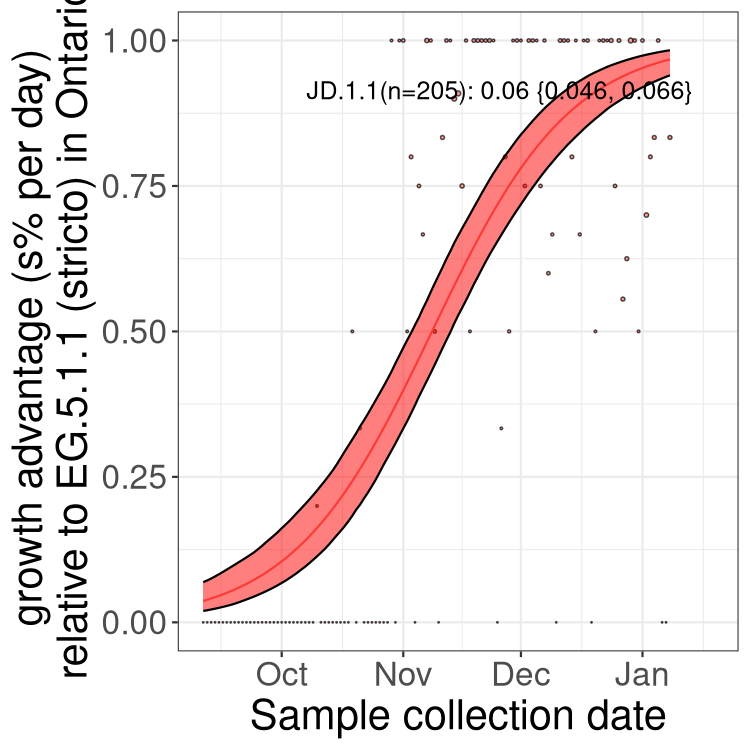 growth advantage (s% per day)
relative to EG.5.1.1 (stricto) in Ontario
1.00
JD.1.1(n=205): 0.06 {0.046, 0.066}
0.75
0.50
0.25
0.00
Oct Nov Dec Jan
Sample collection date